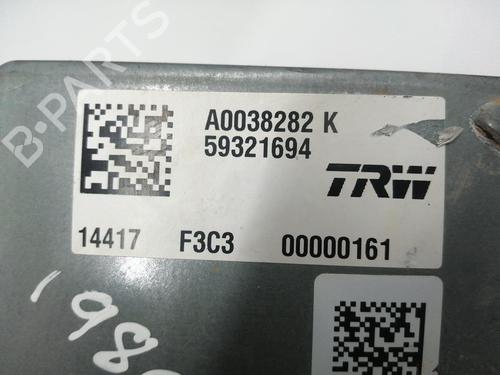 B-PARTS
A0038282 K
59321694
TRW
14417 F3C3 00000161